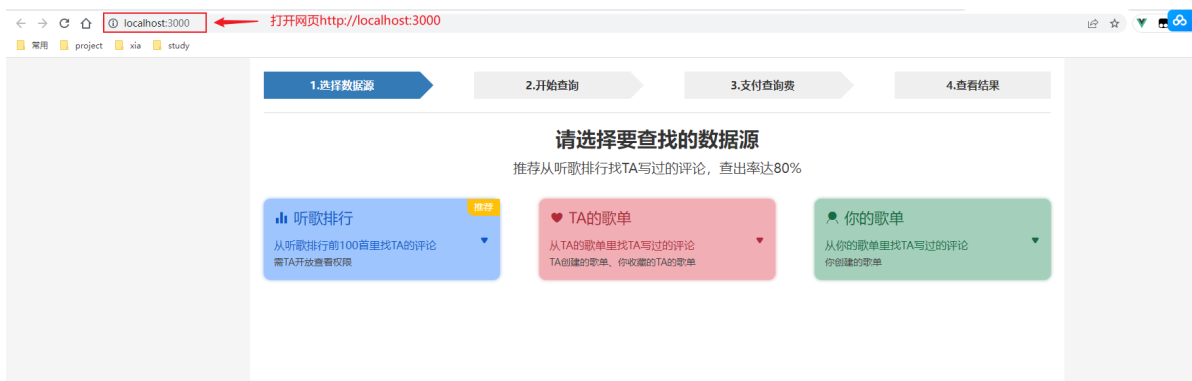 localhost:3000
打开网页http://localhost:3000
常用 project xia study
1.选择数据源 2.开始查询 3.支付查询费 4.查看结果
请选择要查找的数据源
推荐从听歌排行找TA写过的评论，查出率达80%
听歌排行 推荐
从听歌排行前100首里找TA的评论
需TA开放查看权限
TA的歌单
从TA的歌单里找TA写过的评论
TA创建的歌单、你收藏的TA的歌单
你的歌单
从你的歌单里找TA写过的评论
你创建的歌单